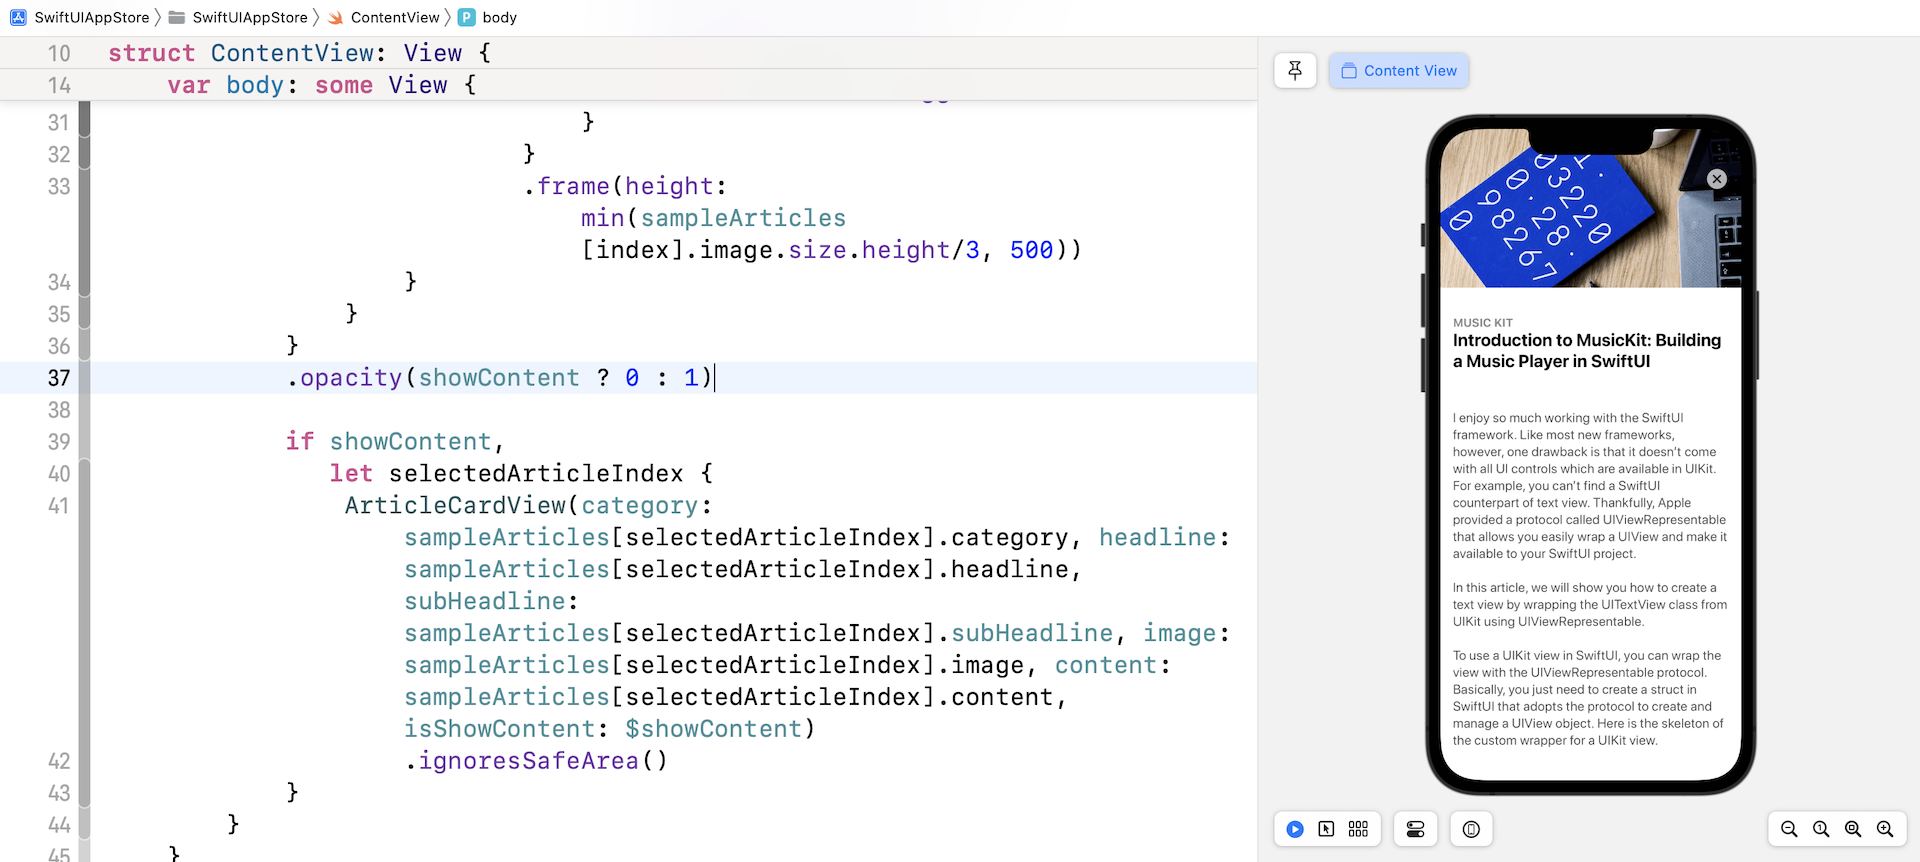 SwiftUIAppStore SwiftUIAppStore ContentView P body
10 struct ContentView: View {
14 var body: some View {
31 }
32 }
33 .frame(height:
min(sampleArticles
[index].image.size.height/3, 500))
34 }
35 }
36 }
37 .opacity(showContent ? 0 : 1)
38
39 if showContent,
40 let selectedArticleIndex {
41 ArticleCardView(category:
sampleArticles[selectedArticleIndex].category, headline:
sampleArticles[selectedArticleIndex].headline,
subHeadline:
sampleArticles[selectedArticleIndex].subHeadline, image:
sampleArticles[selectedArticleIndex].image, content:
sampleArticles[selectedArticleIndex].content,
isShowContent: $showContent)
42 .ignoresSafeArea()
43 }
44 }
45 }
Content View
MUSIC KIT
Introduction to MusicKit: Building
a Music Player in SwiftUI
I enjoy so much working with the SwiftUI
framework. Like most new frameworks,
however, one drawback is that it doesn't come
with all UI controls which are available in UIKit.
For example, you can't find a SwiftUI
counterpart of text view. Thankfully, Apple
provided a protocol called UIViewRepresentable
that allows you easily wrap a UIView and make it
available to your SwiftUI project.
In this article, we will show you how to create a
text view by wrapping the UITextView class from
UIKit using UIViewRepresentable.
To use a UIKit view in SwiftUI, you can wrap the
view with the UIViewRepresentable protocol.
Basically, you just need to create a struct in
SwiftUI that adopts the protocol to create and
manage a UIView object. Here is the skeleton of
the custom wrapper for a UIKit view.